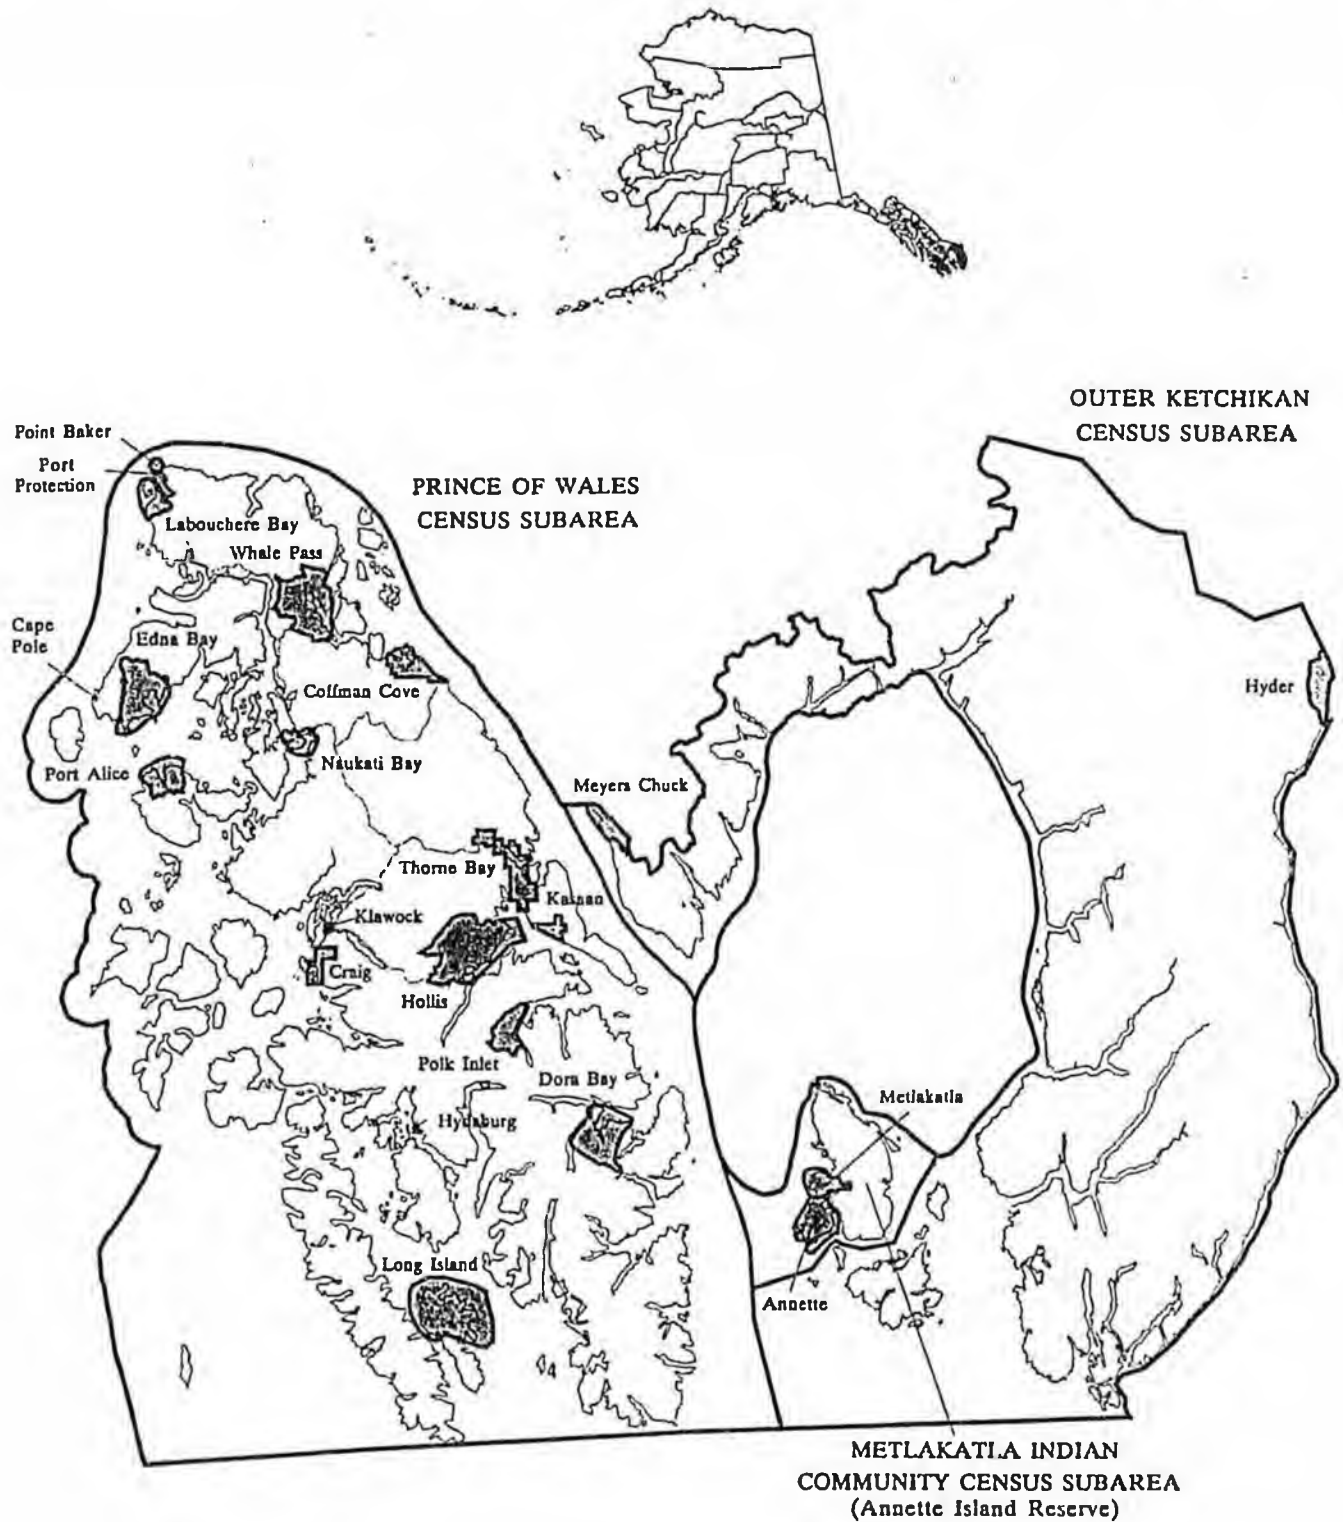 OUTER KETCHIKAN
CENSUS SUBAREA
Point Baker
Port
Protection
PRINCE OF WALES
CENSUS SUBAREA
Labouchere Bay
Whale Pass
Cape
Pole
Edna Bay
Coffman Cove
Hyder
Naukati Bay
Port Alice
Meyers Chuck
Thorne Bay
Kasaan
Klawock
Craig
Hollis
Polk Inlet
Dora Bay
Metlakatla
Hydaburg
Long Island
Annette
METLAKATLA INDIAN
COMMUNITY CENSUS SUBAREA
(Annette Island Reserve)